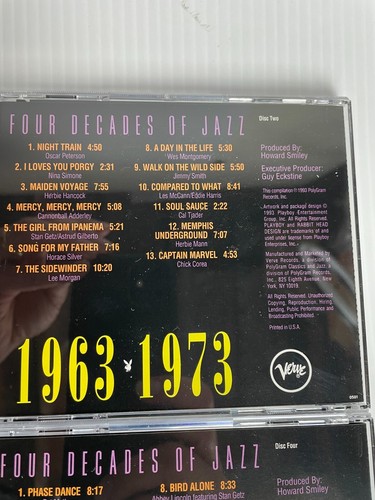 FOUR DECADES OF JAZZ
Disc Two
1. NIGHT TRAIN 4:50
Oscar Peterson
2. I LOVES YOU PORGY 2:31
Nina Simone
3. MAIDEN VOYAGE 7:55
Herbie Hancock
4. MERCY, MERCY, MERCY 5:08
Cannonball Adderley
5. THE GIRL FROM IPANEMA 5:21
Stan Getz/Astrud Gilberto
6. SONG FOR MY FATHER 7:16
Horace Silver
7. THE SIDEWINDER 10:20
Lee Morgan
8. A DAY IN THE LIFE 5:30
Wes Montgomery
9. WALK ON THE WILD SIDE 5:50
Jimmy Smith
10. COMPARED TO WHAT 8:41
Les McCann/Eddie Harris
11. SOUL SAUCE 2:22
Cal Tjader
12. MEMPHIS
UNDERGROUND 7:07
Herbie Mann
13. CAPTAIN MARVEL 4:53
Chick Corea
Produced By:
Howard Smiley
Executive Producer:
Guy Eckstine
This compilation ℗ 1993 PolyGram
Records, Inc.
Artwork and package design ©
1993 Playboy Entertainment
Group, Inc. All Rights Reserved.
PLAYBOY and RABBIT HEAD
DESIGN are trademarks of and
used under license from Playboy
Enterprises, Inc.
Manufactured and Marketed by
Verve Records, a division of
PolyGram Classics and Jazz, a
division of PolyGram Records,
Inc., 825 Eighth Avenue, New
York, NY 10019.
All Rights Reserved. Unauthorized
Copying, Reproduction, Hiring,
Lending, Public Performance and
Broadcasting Prohibited.
Printed in U.S.A.
1963 1973
Verve
FOUR DECADES OF JAZZ
Disc Four
1. PHASE DANCE 8:17
8. BIRD ALONE 8:33
Abbey Lincoln featuring Stan Getz
Produced By:
Howard Smiley